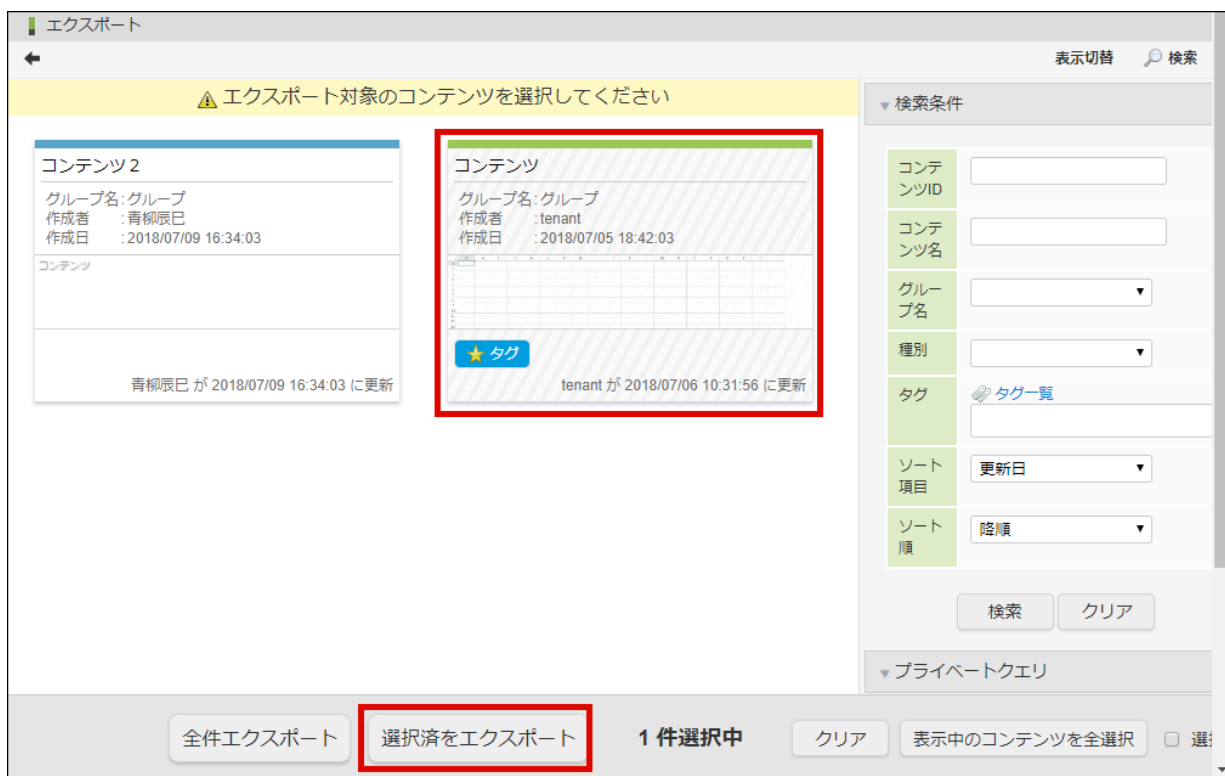 エクスポート
表示切替
検索
エクスポート対象のコンテンツを選択してください
コンテンツ2
グループ名:グループ
作成者 :青柳辰巳
作成日 :2018/07/09 16:34:03
コンテンツ
青柳辰巳 が 2018/07/09 16:34:03 に更新
コンテンツ
グループ名:グループ
作成者 :tenant
作成日 :2018/07/05 18:42:03
タグ
tenant が 2018/07/06 10:31:56 に更新
検索条件
コンテ
ンツID
コンテ
ンツ名
グルー
プ名
種別
タグ
タグ一覧
ソート
項目
更新日
ソート
順
降順
検索
クリア
プライベートクエリ
全件エクスポート
選択済をエクスポート
1 件選択中
クリア
表示中のコンテンツを全選択